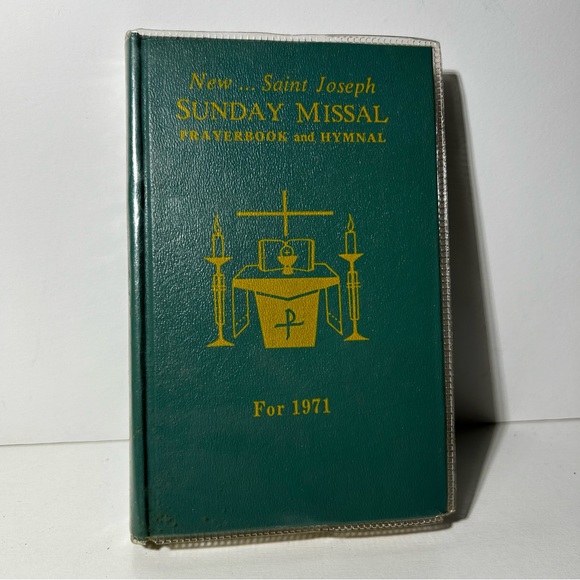 New ... Saint Joseph
SUNDAY MISSAL
PRAYERBOOK and HYMNAL
For 1971